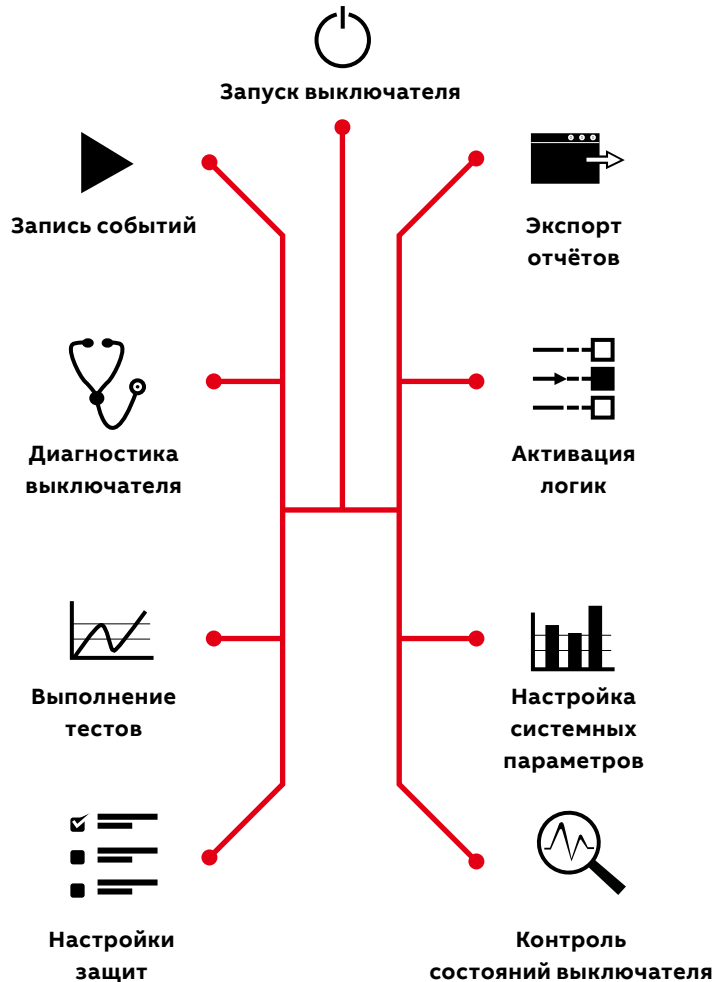 Запуск выключателя
Запись событий
Экспорт
отчётов
Диагностика
выключателя
Активация
логик
Выполнение
тестов
Настройка
системных
параметров
Настройки
защит
Контроль
состояний выключателя